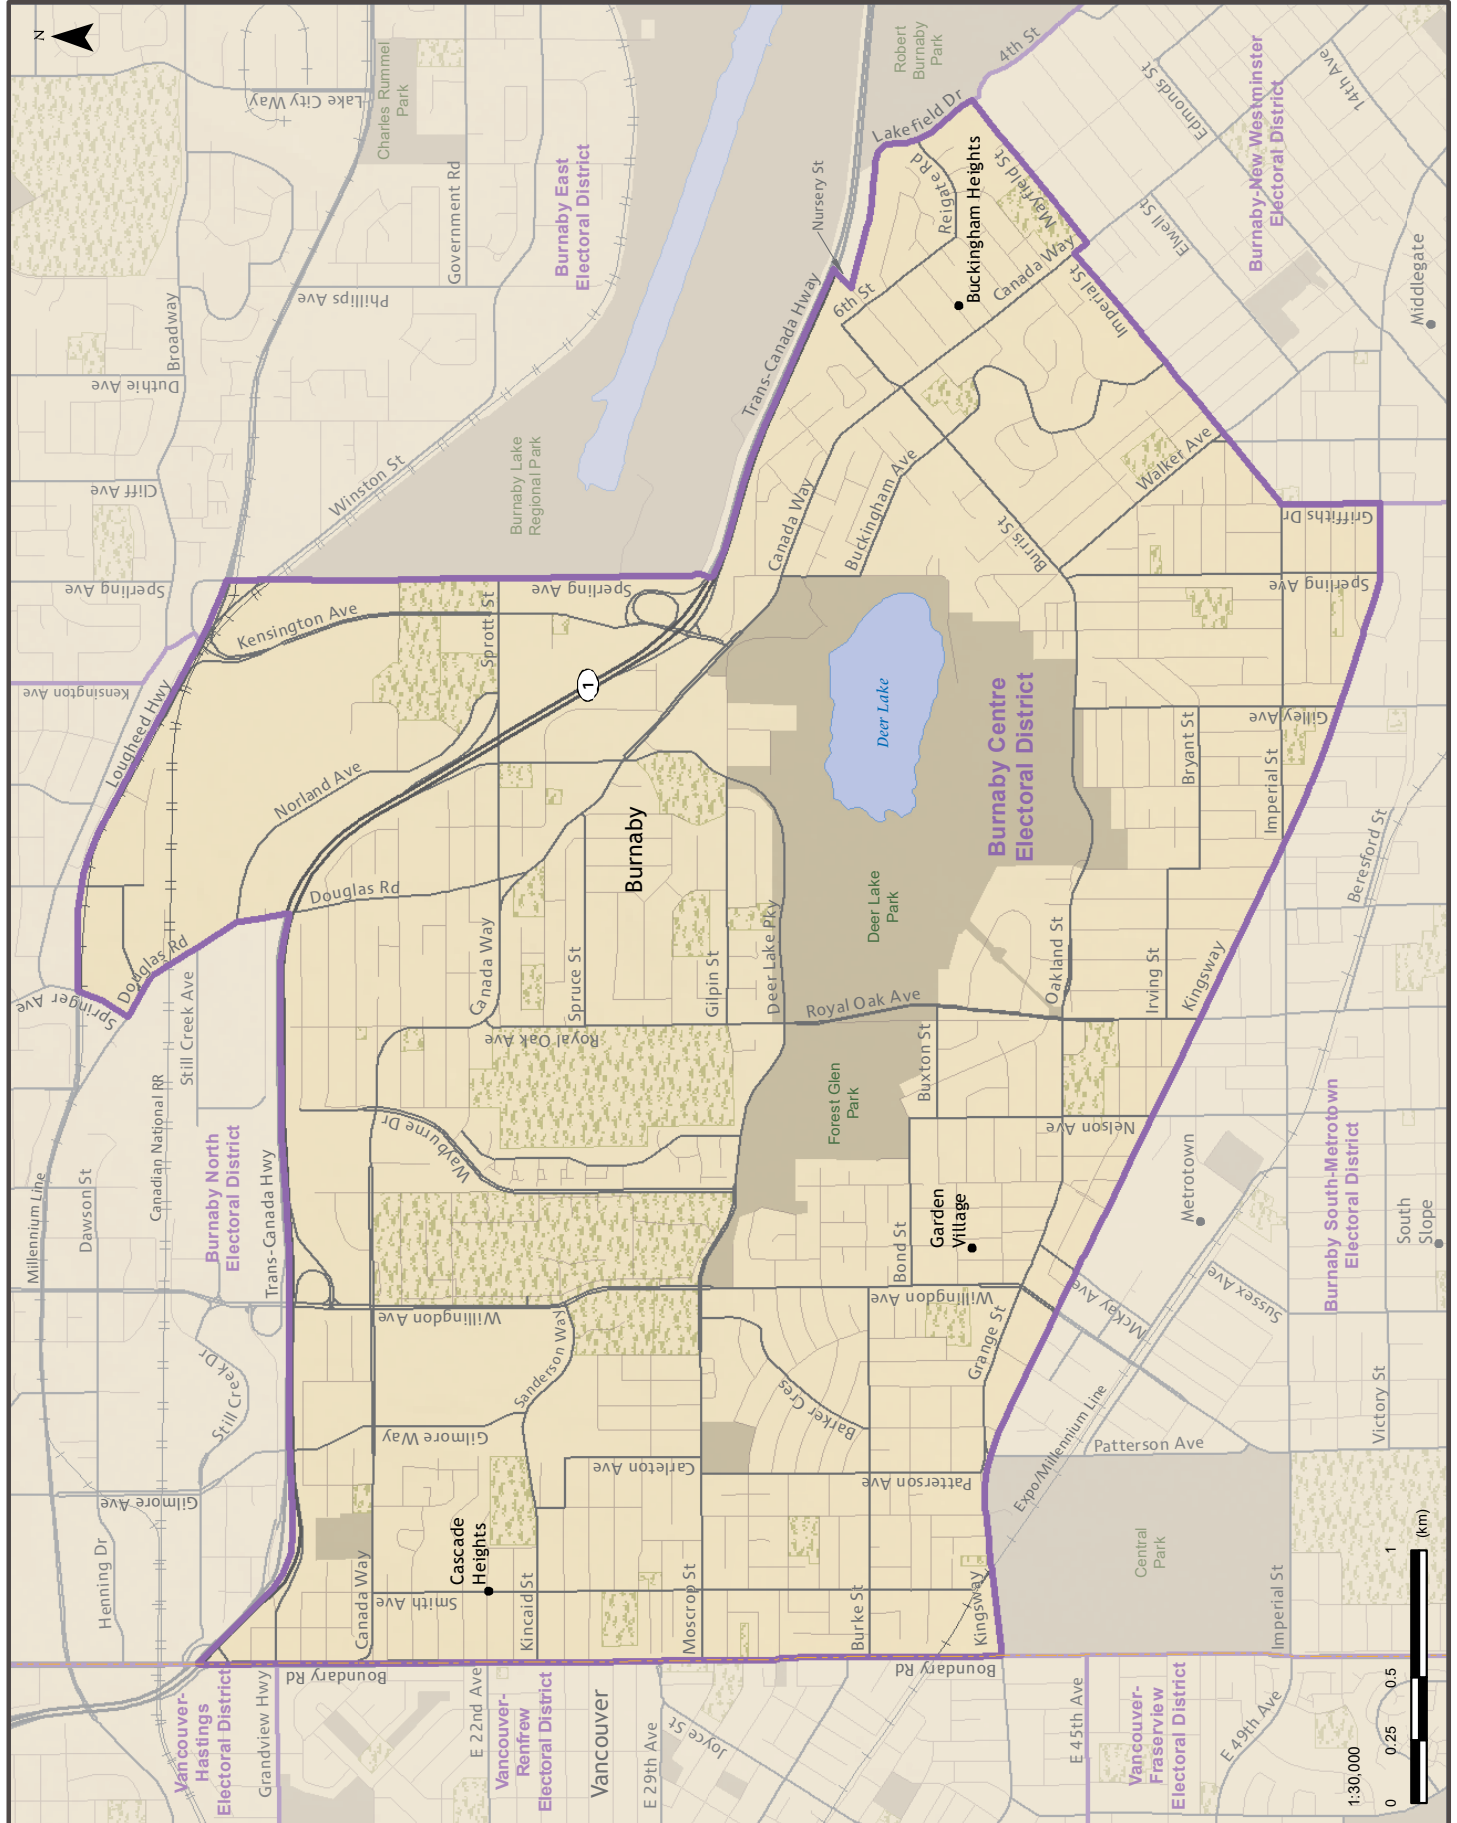 N
Lake City Way
Charles Rummel
Park
Robert
Burnaby
Park
4th St
Edmonds St
14th Ave
Burnaby-New Westminster
Electoral District
Lakefield Dr
Government Rd
Burnaby East
Electoral District
Nursery St
Reigate Rd
Mayfield St
Buckingham Heights
Elwell St
Canada Way
Imperial St
Middlegate
Phillips Ave
Broadway
Duthie Ave
Trans-Canada Hway
6th St
Cliff Ave
Winston St
Burnaby Lake
Regional Park
Canada Way
Buckingham Ave
Walker Ave
Burris St
Griffiths Dr
Sperling Ave
Sperling Ave
Sperling Ave
Kensington Ave
Sprott St
Kensington Ave
Lougheed Hwy
1
Norland Ave
Deer Lake
Burnaby Centre
Electoral District
Gilley Ave
Bryant St
Imperial St
Burnaby
Beresford St
Douglas Rd
Canada Way
Spruce St
Gilpin St
Deer Lake Pky
Deer Lake
Park
Oakland St
Irving St
Kingsway
Royal Oak Ave
Springer Ave
Douglas Rd
Still Creek Ave
Royal Oak Ave
Buxton St
Forest Glen
Park
Nelson Ave
Canadian National RR
Wayburne Dr
Millennium Line
Dawson St
Burnaby North
Electoral District
Trans-Canada Hwy
Garden
Village
Bond St
Metrotown
Burnaby South-Metrotown
Electoral District
South
Slope
Willingdon Ave
Willingdon Ave
McKay Ave
Sussex Ave
Still Creek Dr
Sanderson Way
Grange St
Barker Cres
Gilmore Way
Carleton Ave
Patterson Ave
Patterson Ave
Victory St
Expo/Millennium Line
Gilmore Ave
Henning Dr
Cascade
Heights
Canada Way
Smith Ave
Kincaid St
Moscrop St
Burke St
Kingsway
Central
Park
Imperial St
Boundary Rd
Boundary Rd
Vancouver-
Hastings
Electoral District
Grandview Hwy
E 22nd Ave
Vancouver-
Renfrew
Electoral District
Vancouver
E 29th Ave
Joyce St
E 45th Ave
Vancouver-
Fraserview
Electoral District
E 49th Ave
1:30,000
0 0.25 0.5 1
(km)